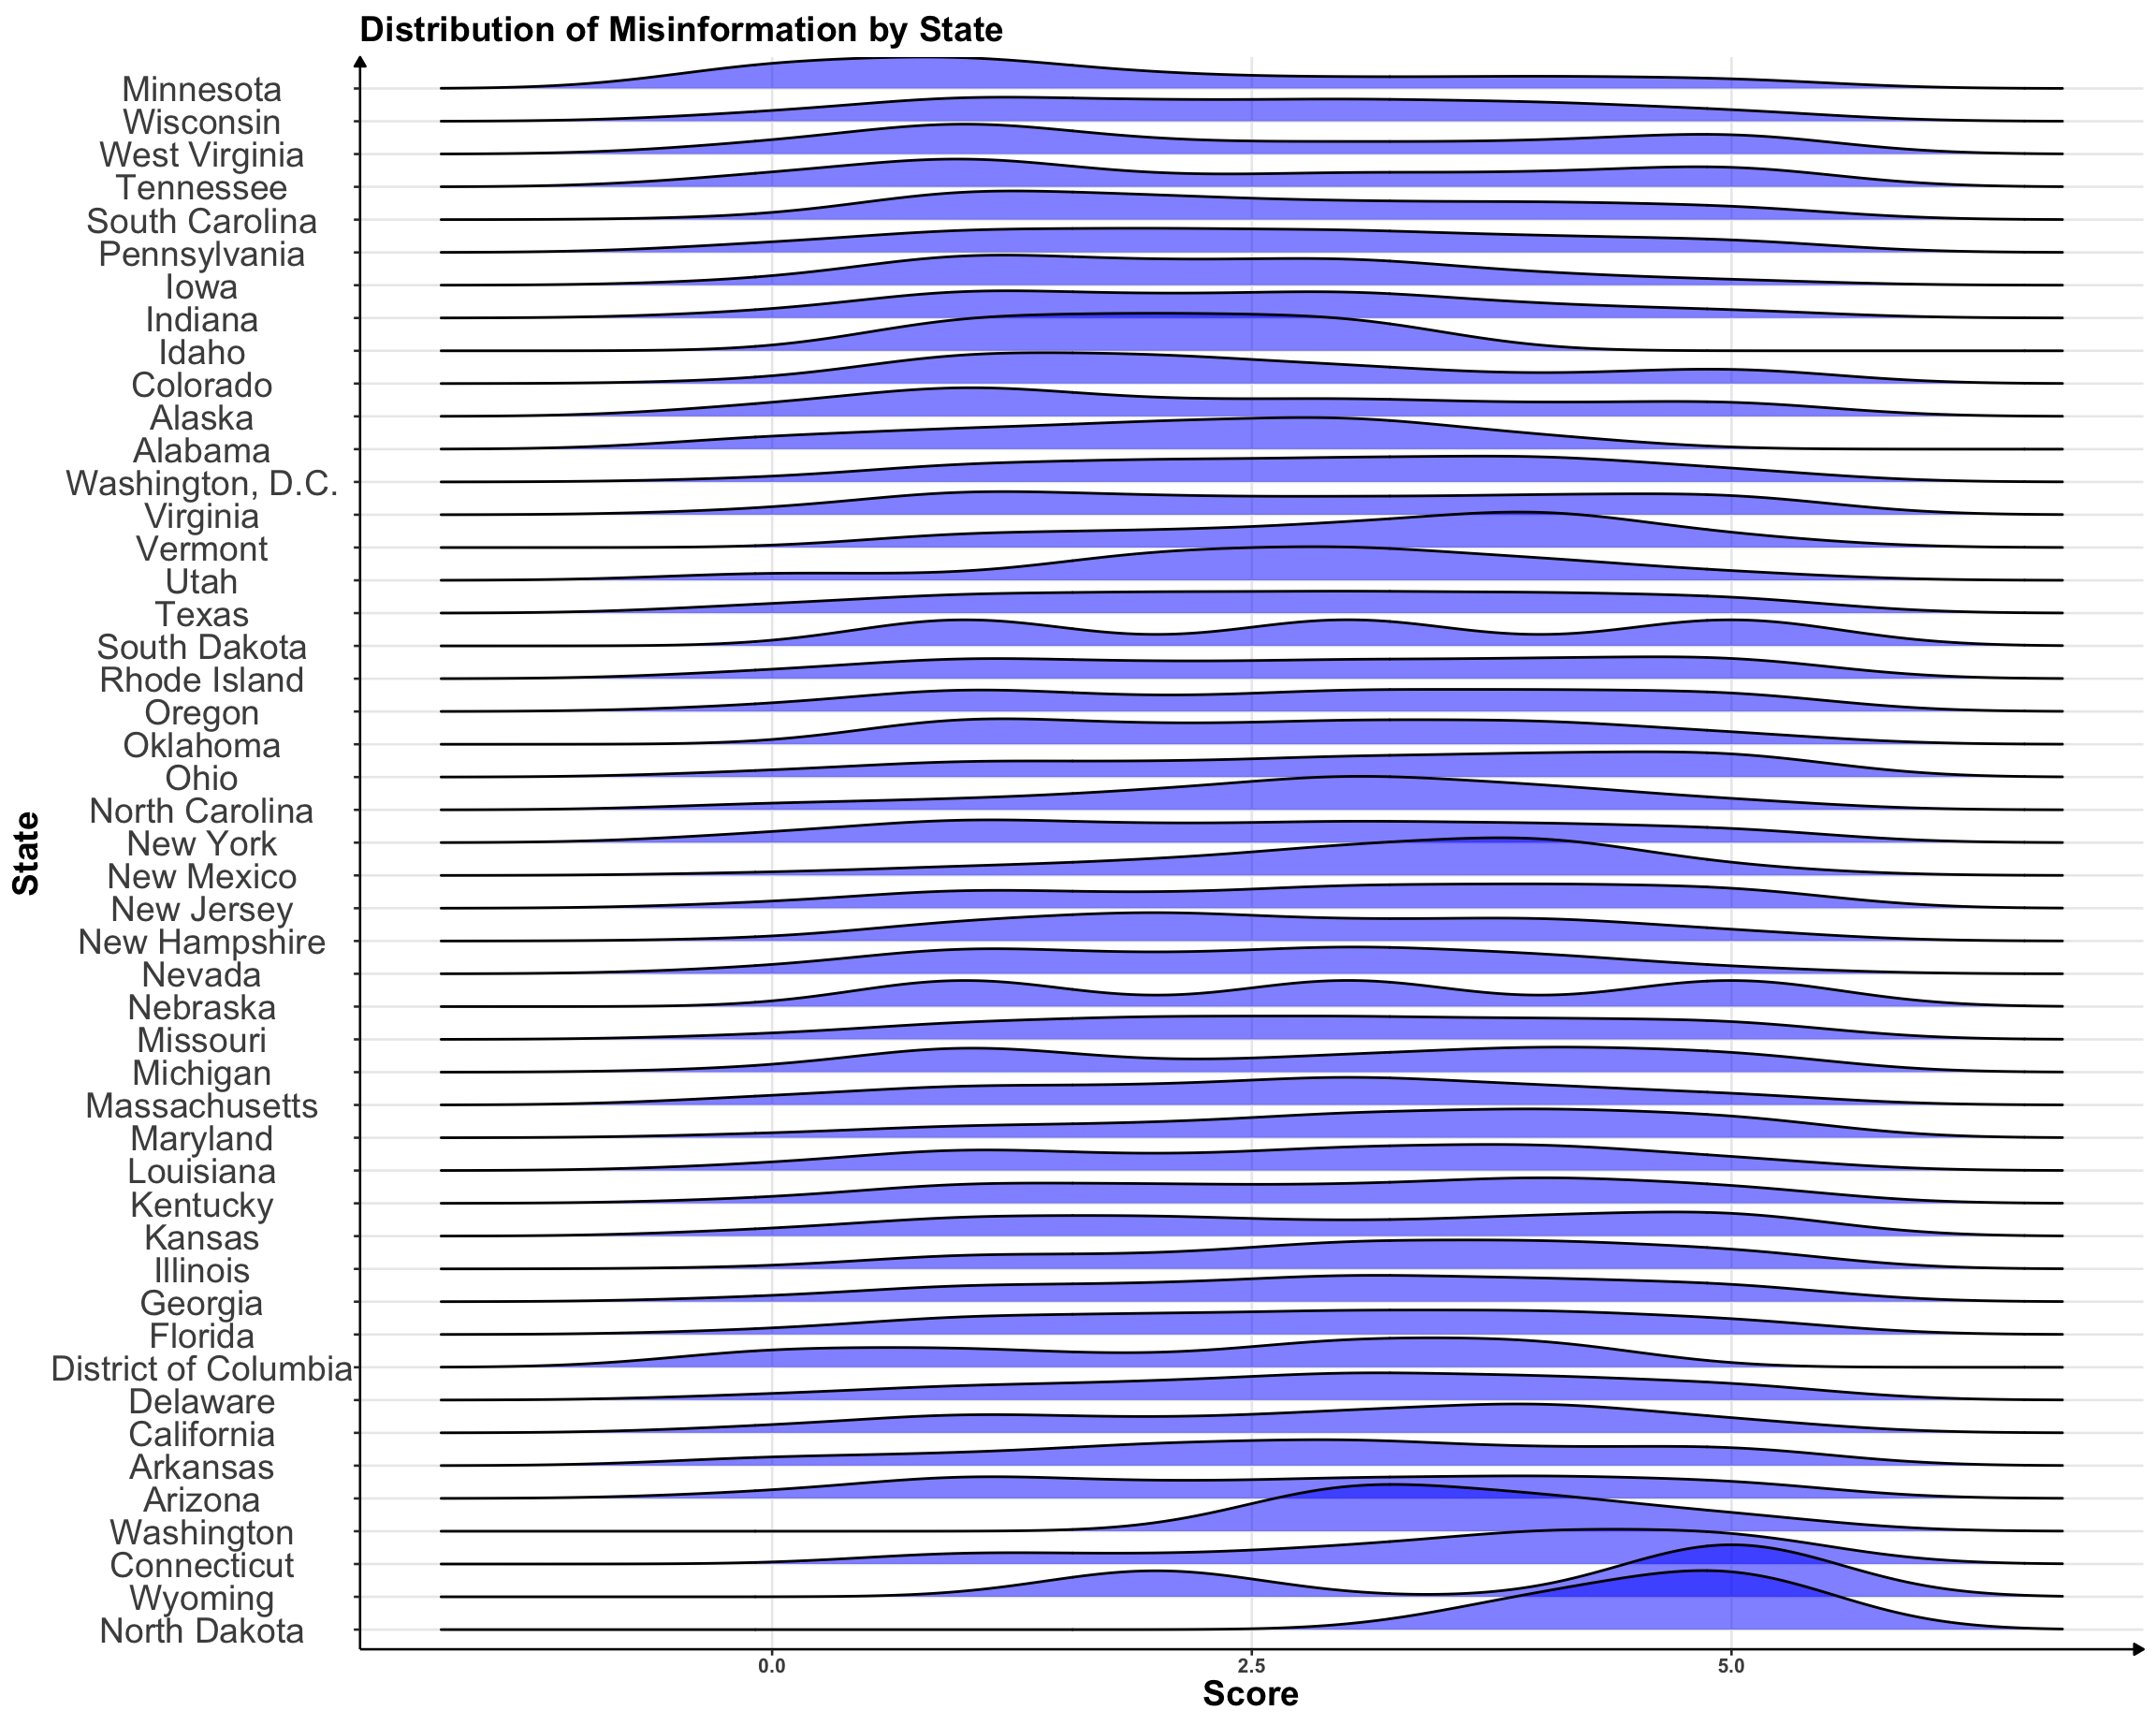 Distribution of Misinformation by State
Minnesota
Wisconsin
West Virginia
Tennessee
South Carolina
Pennsylvania
Iowa
Indiana
Idaho
Colorado
Alaska
Alabama
Washington, D.C.
Virginia
Vermont
Utah
Texas
South Dakota
Rhode Island
Oregon
Oklahoma
Ohio
North Carolina
New York
New Mexico
New Jersey
New Hampshire
Nevada
Nebraska
Missouri
Michigan
Massachusetts
Maryland
Louisiana
Kentucky
Kansas
Illinois
Georgia
Florida
District of Columbia
Delaware
California
Arkansas
Arizona
Washington
Connecticut
Wyoming
North Dakota
State
0.0 2.5 5.0
Score